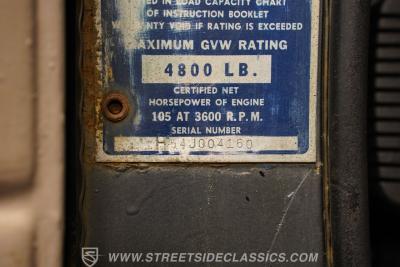 IN LOAD CAPACITY CHART
OF INSTRUCTION BOOKLET
WARRANTY VOID IF RATING IS EXCEEDED
MAXIMUM GVW RATING
4800 LB.
CERTIFIED NET
HORSEPOWER OF ENGINE
105 AT 3600 R.P.M.
SERIAL NUMBER
H54J004160
WWW.STREETSIDECLASSICS.COM